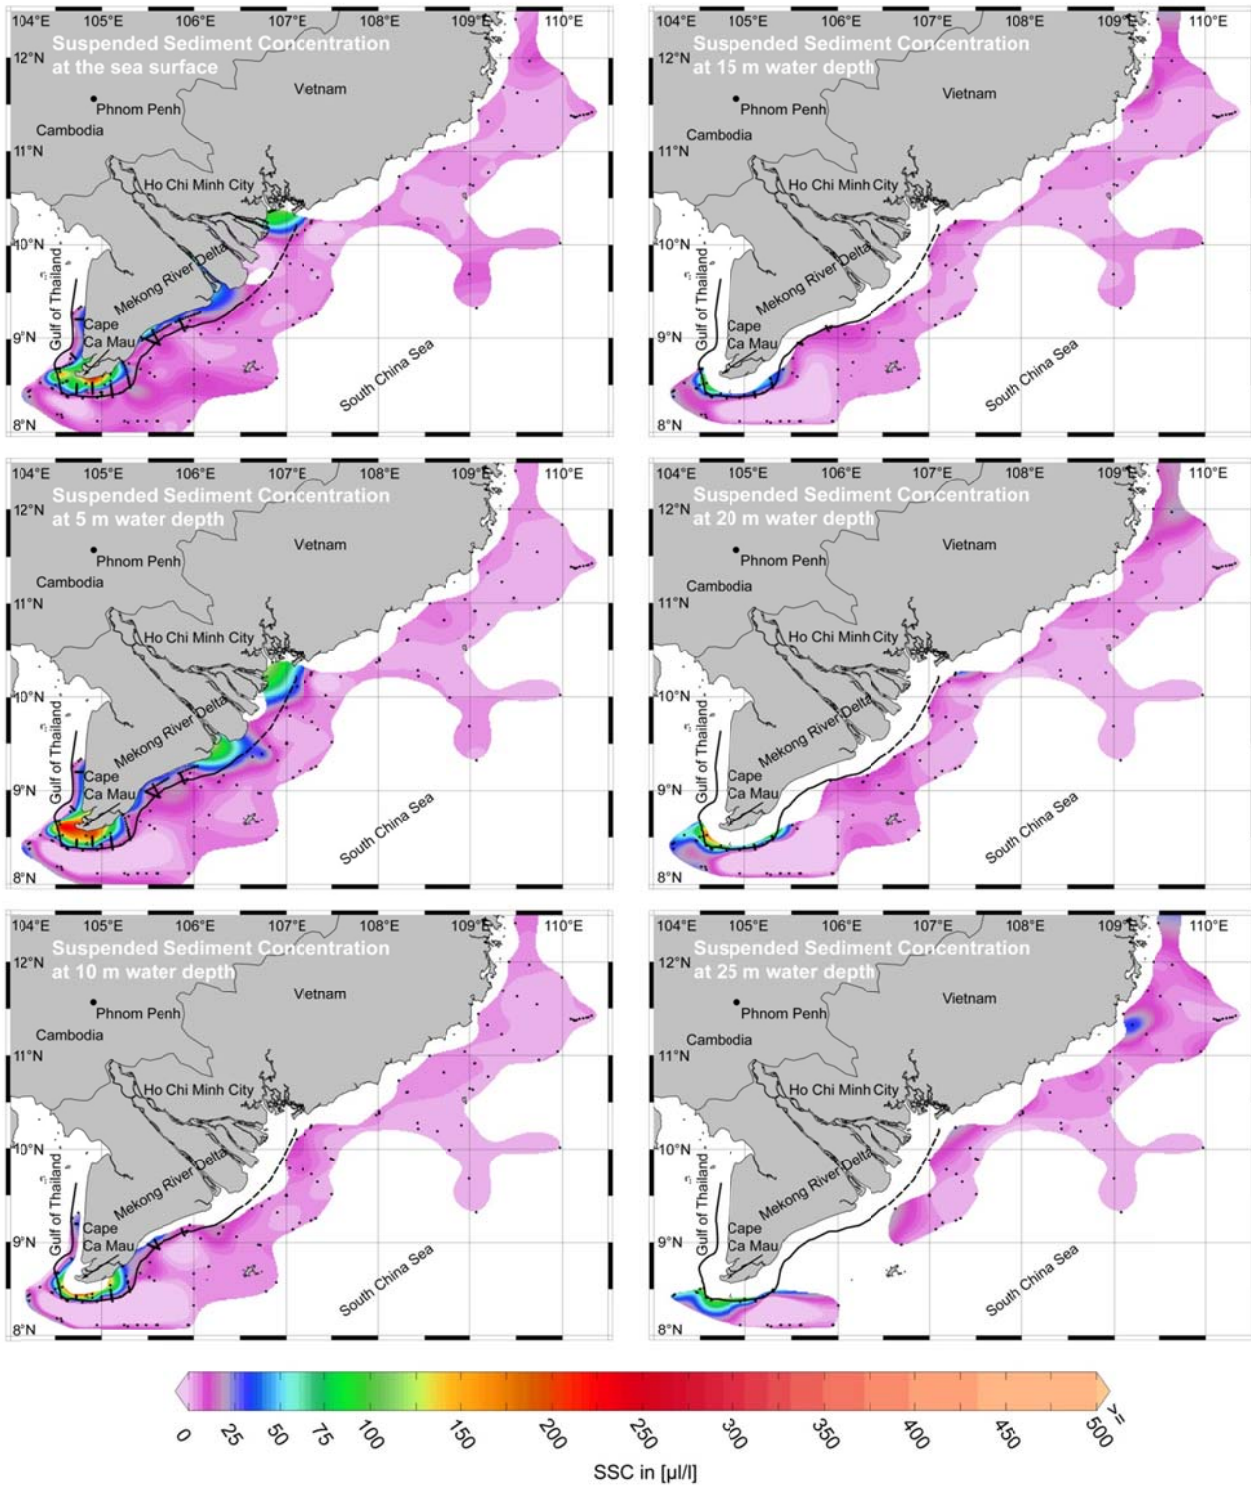 104°E 105°E 106°E 107°E 108°E 109°E 110°E
Suspended Sediment Concentration
at the sea surface
12°N
Vetnam
Phnom Penh
Cambodia
11°N
Ho Chi Minh City
10°N
Gulf of Thailand
Mekong River Delta
9°N
Cape
Ca Mau
South China Sea
8°N
104°E 105°E 106°E 107°E 108°E 109°E 110°E
Suspended Sediment Concentration
at 15 m water depth
12°N
Vietnam
Phnom Penh
Cambodia
11°N
Ho Chi Minh City
10°N
Gulf of Thailand
Mekong River Delta
9°N
Cape
Ca Mau
South China Sea
8°N
104°E 105°E 106°E 107°E 108°E 109°E 110°E
Suspended Sediment Concentration
at 5 m water depth
12°N
Vietnam
Phnom Penh
Cambodia
11°N
Ho Chi Minh City
10°N
Gulf of Thailand
Mekong River Delta
9°N
Cape
Ca Mau
South China Sea
8°N
104°E 105°E 106°E 107°E 108°E 109°E 110°E
Suspended Sediment Concentration
at 20 m water depth
12°N
Vietnam
Phnom Penh
Cambodia
11°N
Ho Chi Minh City
10°N
Gulf of Thailand
Mekong River Delta
9°N
Cape
Ca Mau
South China Sea
8°N
104°E 105°E 106°E 107°E 108°E 109°E 110°E
Suspended Sediment Concentration
at 10 m water depth
12°N
Vietnam
Phnom Penh
Cambodia
11°N
Ho Chi Minh City
10°N
Gulf of Thailand
Mekong River Delta
9°N
Cape
Ca Mau
South China Sea
8°N
104°E 105°E 106°E 107°E 108°E 109°E 110°E
Suspended Sediment Concentration
at 25 m water depth
12°N
Vietnam
Phnom Penh
Cambodia
11°N
Ho Chi Minh City
10°N
Gulf of Thailand
Mekong River Delta
9°N
Cape
Ca Mau
South China Sea
8°N
0 25 50 75 100 150 200 250 300 350 400 450 500 >=
SSC in [µl/l]